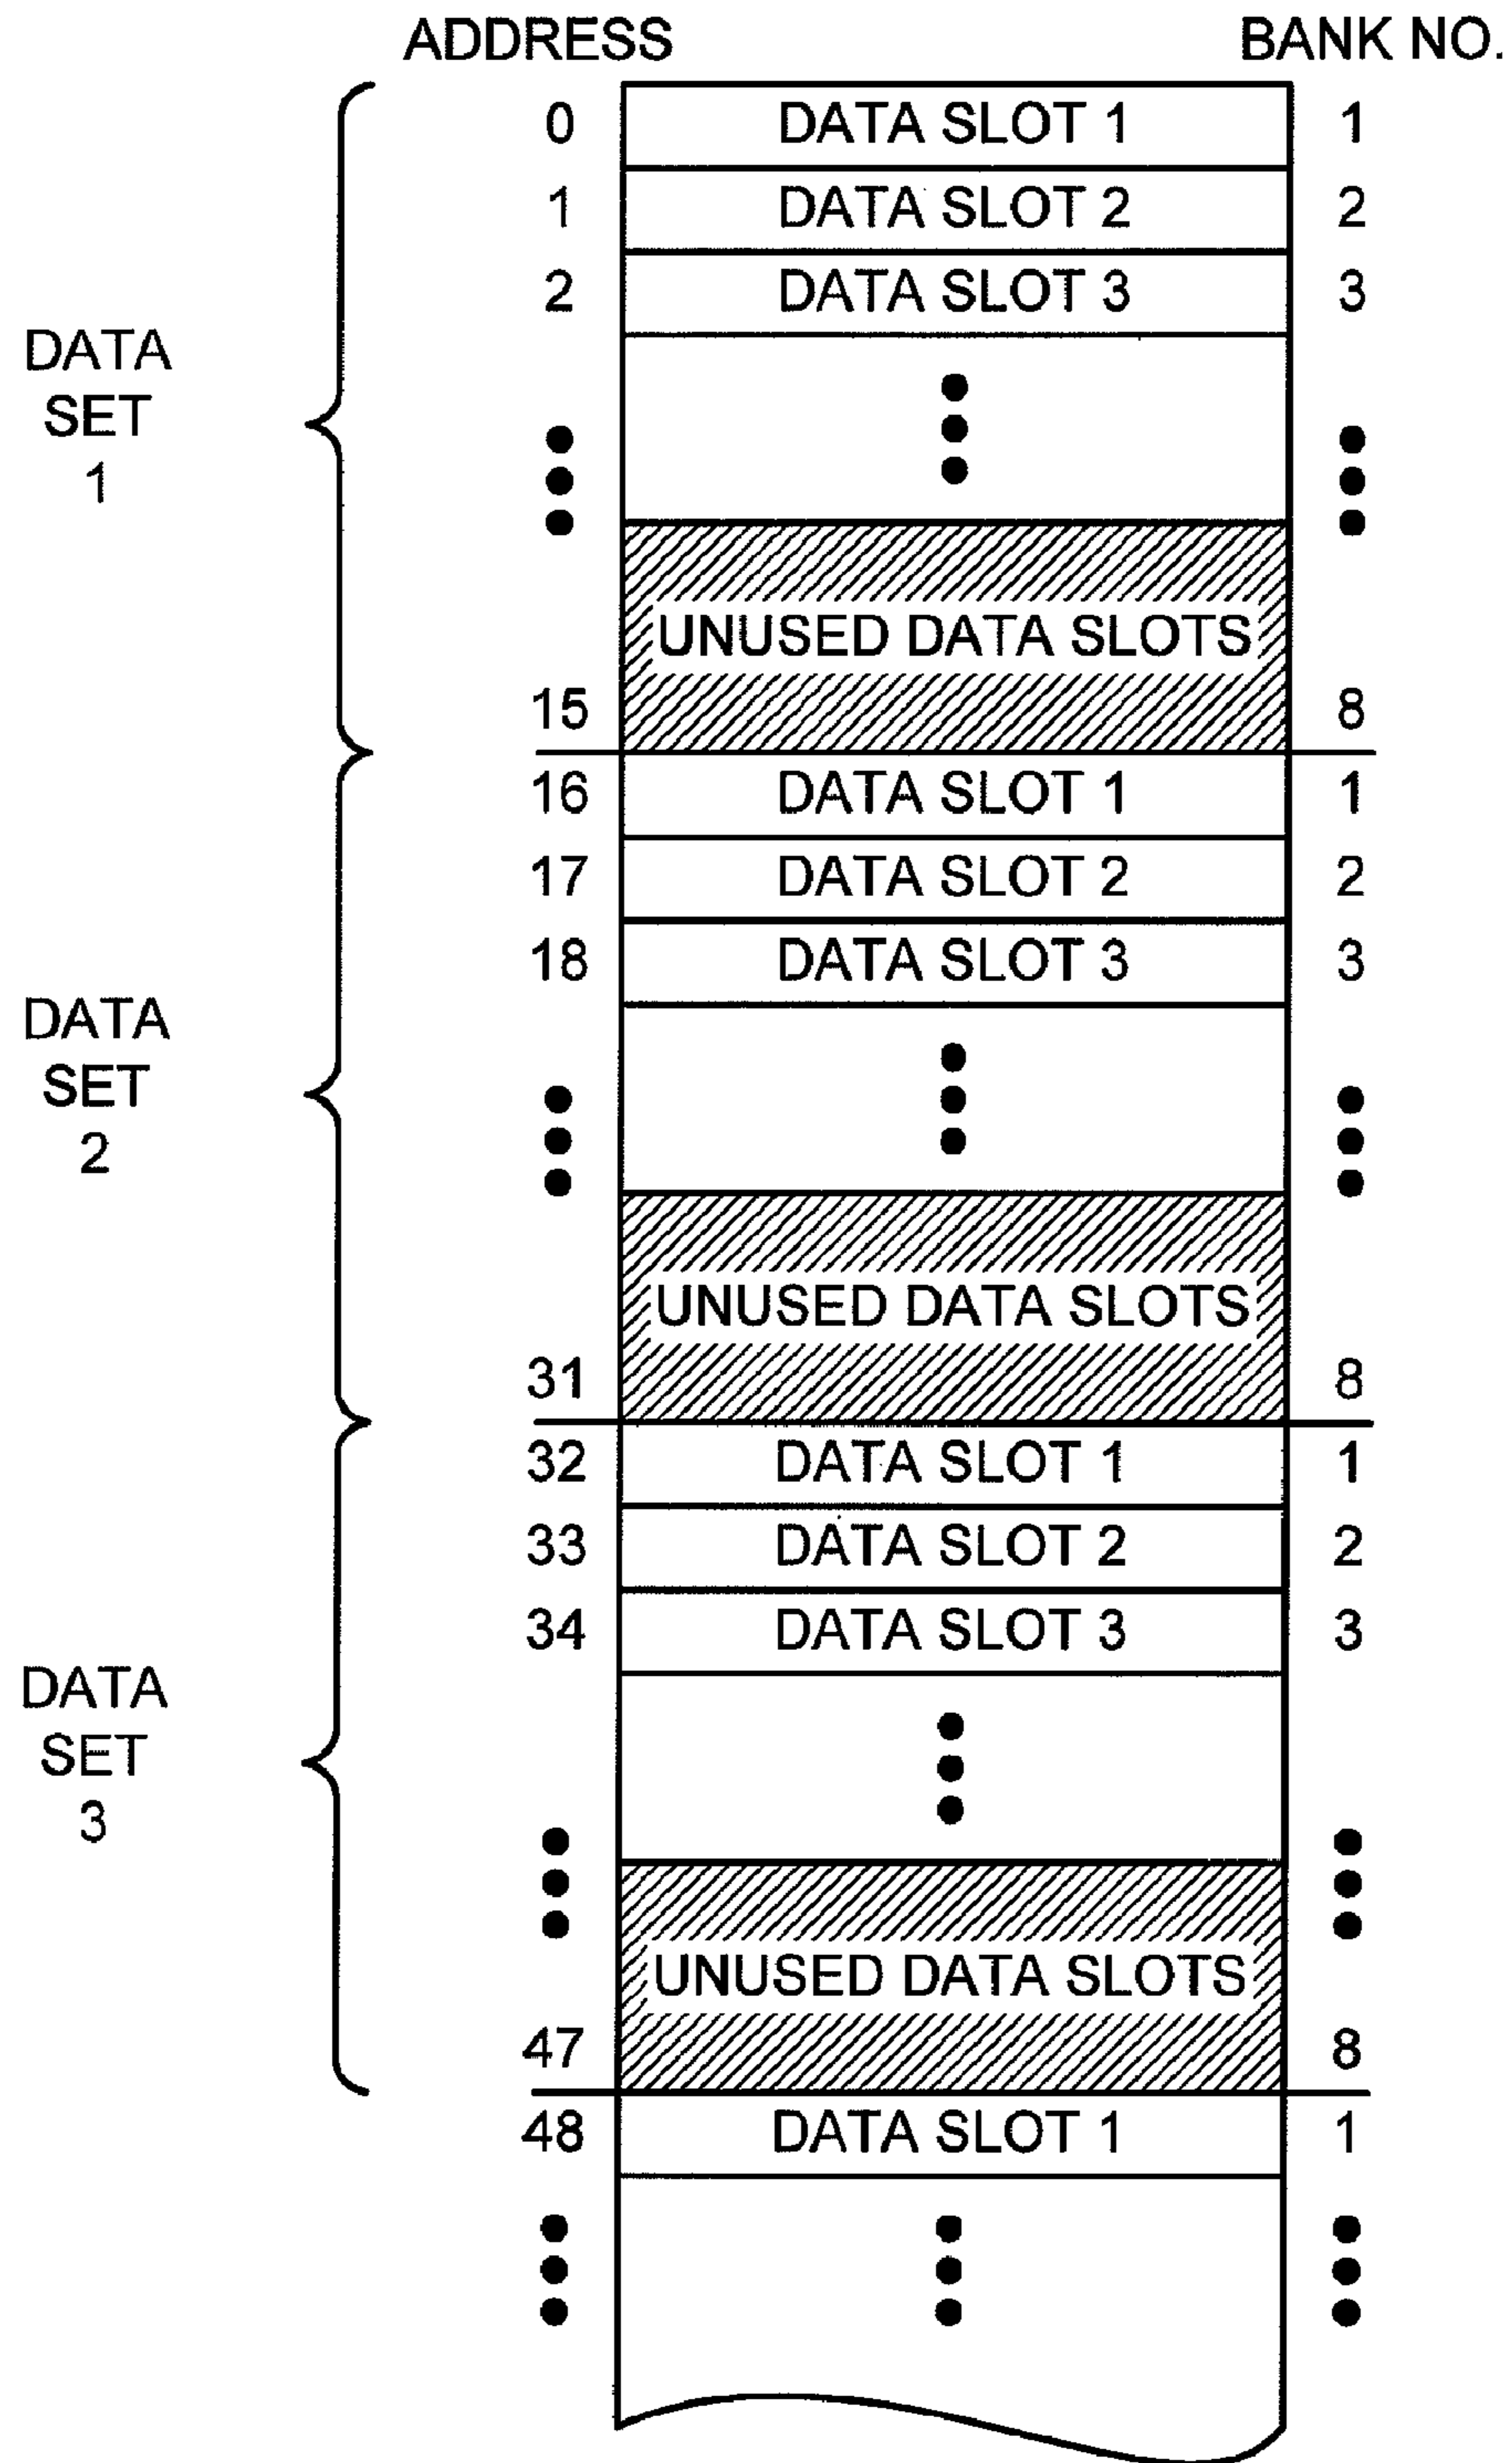 ADDRESS BANK NO.
0 DATA SLOT 1 1
1 DATA SLOT 2 2
2 DATA SLOT 3 3
DATA
SET
1
UNUSED DATA SLOTS
15 8
16 DATA SLOT 1 1
17 DATA SLOT 2 2
18 DATA SLOT 3 3
DATA
SET
2
UNUSED DATA SLOTS
31 8
32 DATA SLOT 1 1
33 DATA SLOT 2 2
34 DATA SLOT 3 3
DATA
SET
3
UNUSED DATA SLOTS
47 8
48 DATA SLOT 1 1